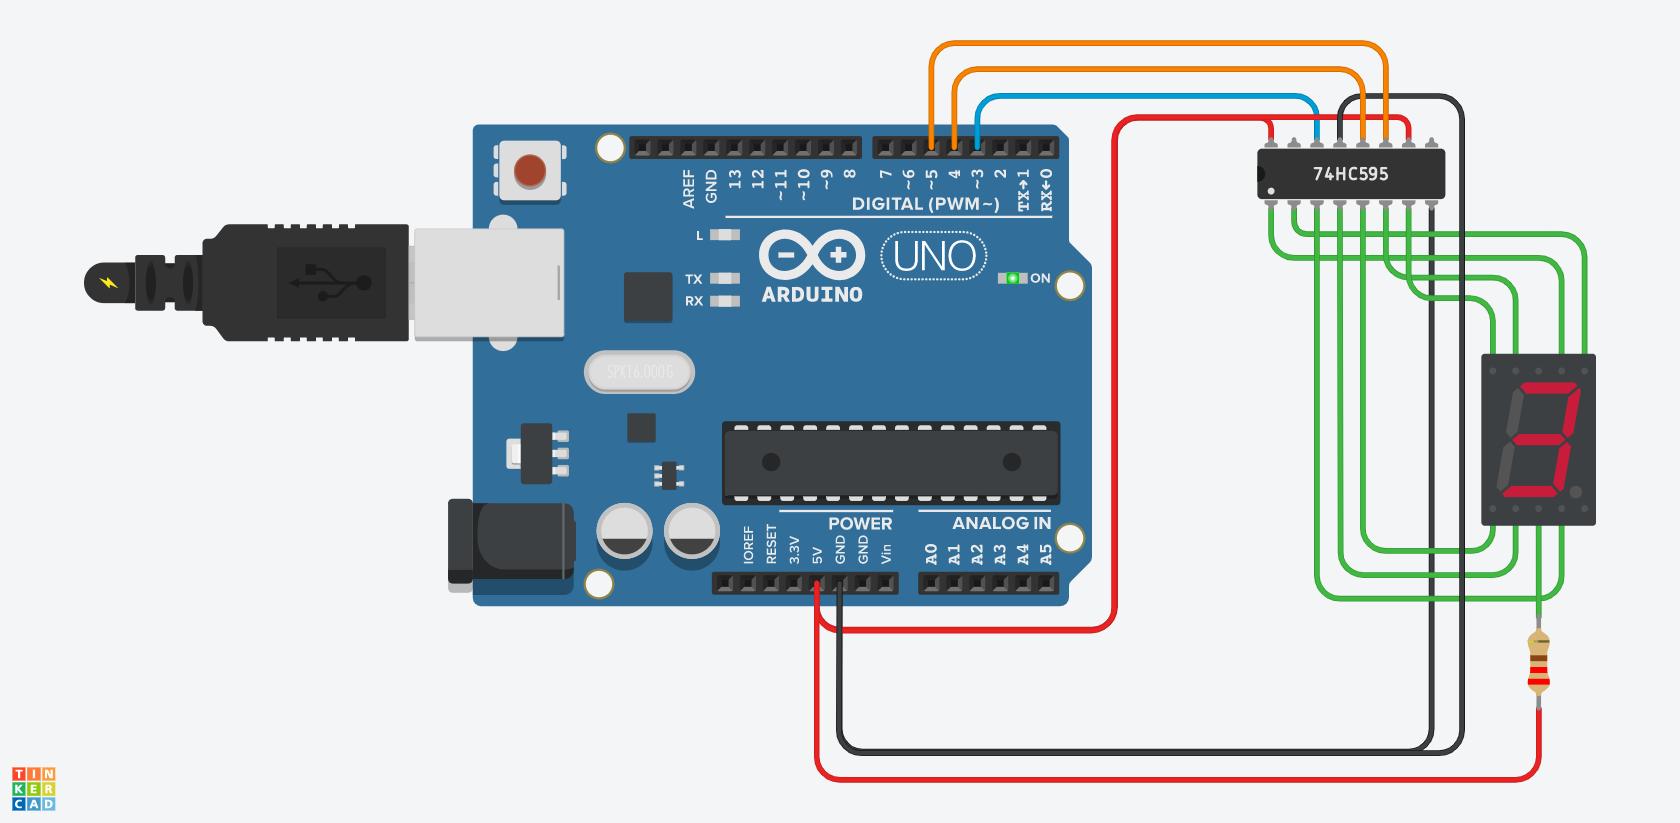 AREF
GND
13
12
~11
~10
~9
8
7
~6
~5
4
~3
2
TX→1
RX←0
DIGITAL (PWM~)
L
TX
RX
UNO
ON
ARDUINO
SPK16.000G
74HC595
POWER
ANALOG IN
IOREF
RESET
3.3V
5V
GND
GND
Vin
A0
A1
A2
A3
A4
A5
3
TIN
KER
CAD